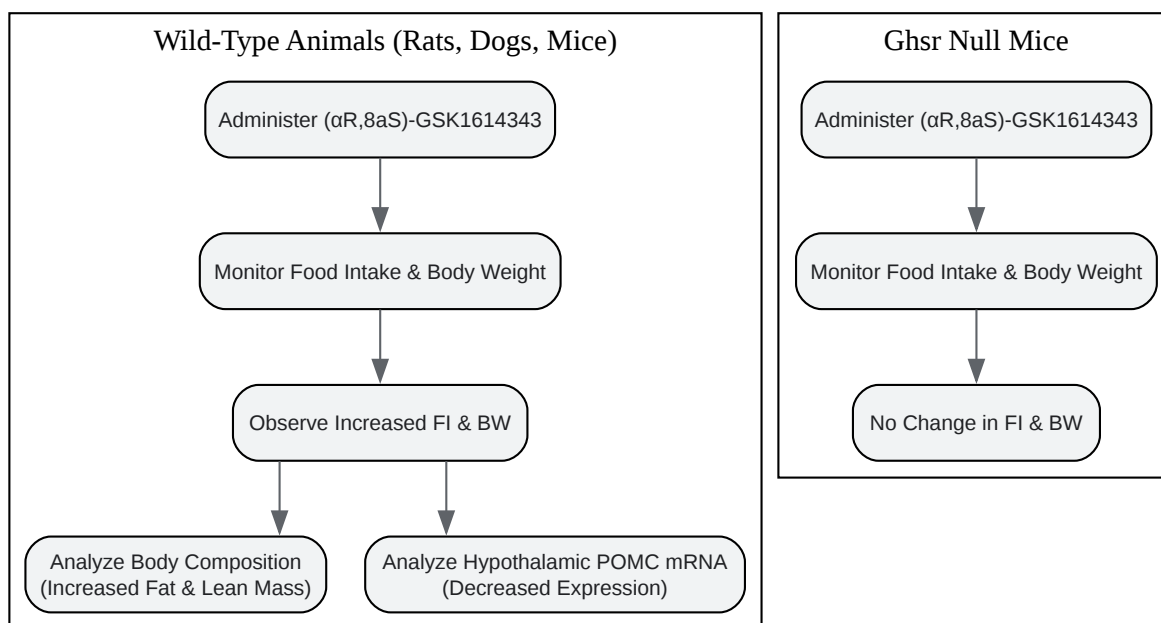 Wild-Type Animals (Rats, Dogs, Mice)
Administer (αR,8aS)-GSK1614343
Monitor Food Intake & Body Weight
Observe Increased FI & BW
Analyze Body Composition
(Increased Fat & Lean Mass)
Analyze Hypothalamic POMC mRNA
(Decreased Expression)
Ghsr Null Mice
Administer (αR,8aS)-GSK1614343
Monitor Food Intake & Body Weight
No Change in FI & BW